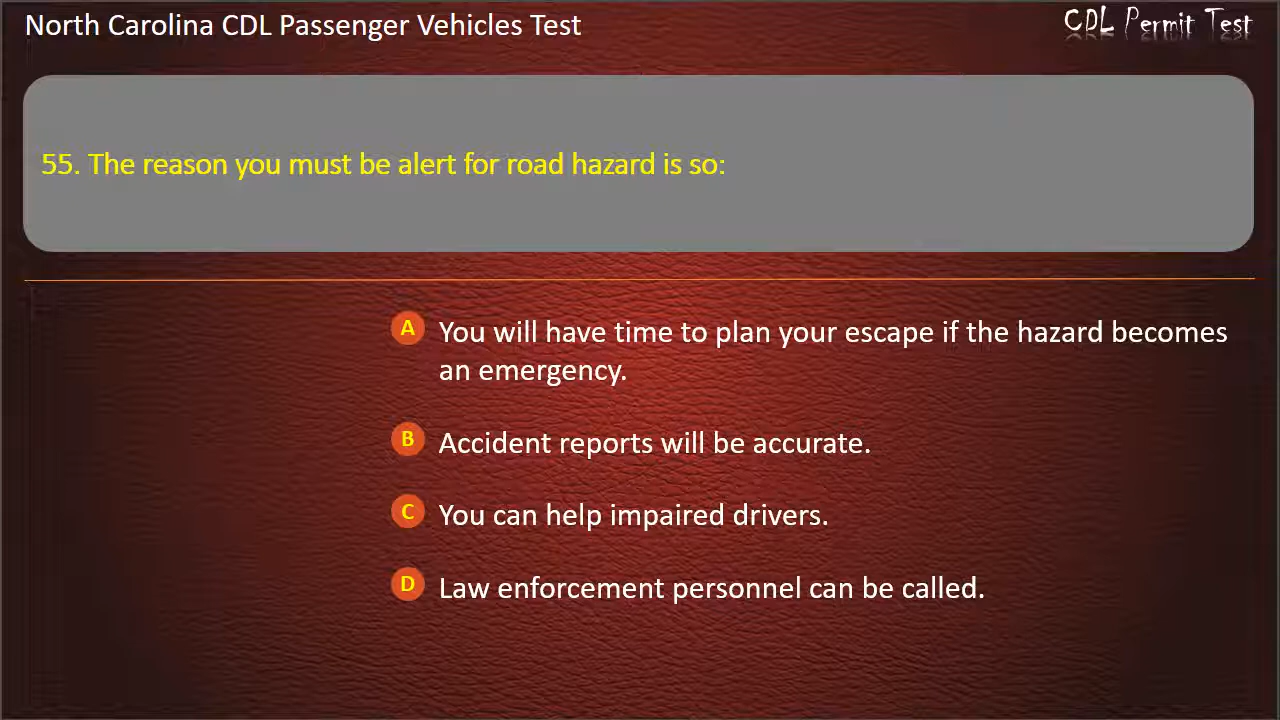 North Carolina CDL Passenger Vehicles Test
CDL Permit Test
55. The reason you must be alert for road hazard is so:
A You will have time to plan your escape if the hazard becomes
an emergency.
B Accident reports will be accurate.
C You can help impaired drivers.
D Law enforcement personnel can be called.